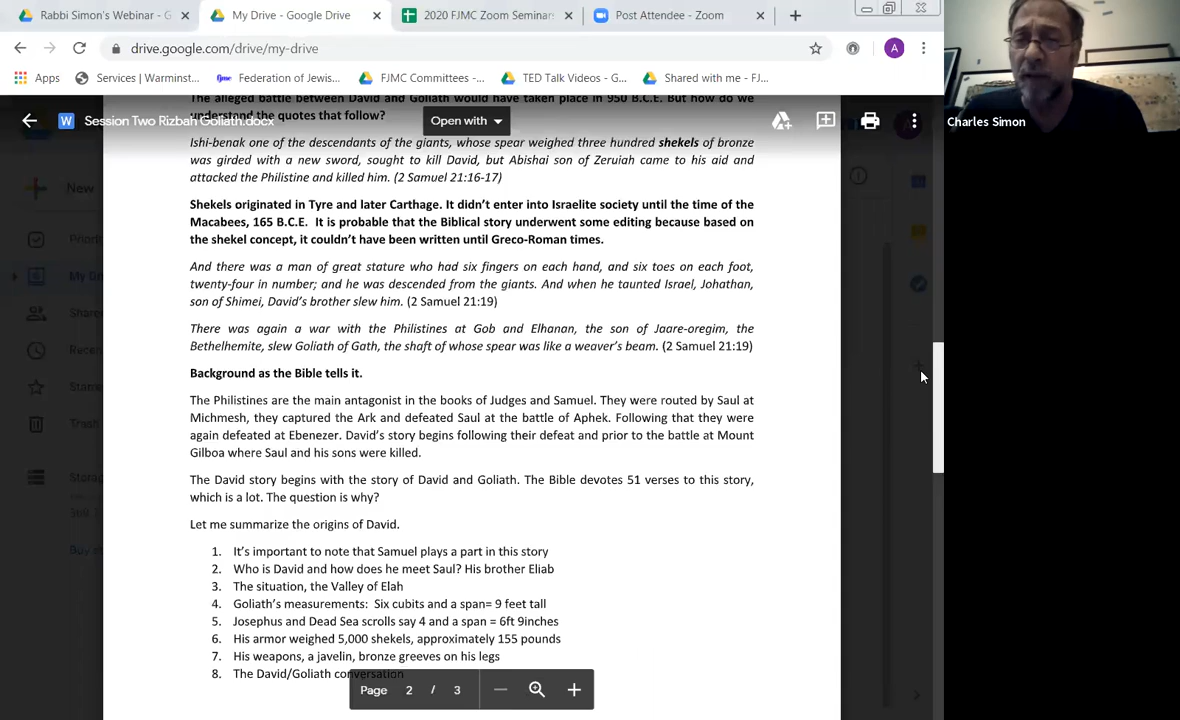 Rabbi Simon's Webinar - G
My Drive - Google Drive
2020 FJMC Zoom Seminars
Post Attendee - Zoom
drive.google.com/drive/my-drive
A
Apps
Services | Warminst...
Federation of Jewis...
FJMC Committees -...
TED Talk Videos - G...
Shared with me - FJ...
The alleged battle between David and Goliath would have taken place in 950 B.C.E. But how do we
understand the quotes that follow?
W
Session Two Rizbah Goliath.docx
Open with
Charles Simon
Ishi-benak one of the descendants of the giants, whose spear weighed three hundred shekels of bronze
was girded with a new sword, sought to kill David, but Abishai son of Zeruiah came to his aid and
attacked the Philistine and killed him. (2 Samuel 21:16-17)
New
Shekels originated in Tyre and later Carthage. It didn't enter into Israelite society until the time of the
Macabees, 165 B.C.E. It is probable that the Biblical story underwent some editing because based on
the shekel concept, it couldn't have been written until Greco-Roman times.
Priorit
And there was a man of great stature who had six fingers on each hand, and six toes on each foot,
My Dr
twenty-four in number; and he was descended from the giants. And when he taunted Israel, Johathan,
son of Shimei, David's brother slew him. (2 Samuel 21:19)
Share
There was again a war with the Philistines at Gob and Elhanan, the son of Jaare-oregim, the
Bethelhemite, slew Goliath of Gath, the shaft of whose spear was like a weaver's beam. (2 Samuel 21:19)
Recen
Background as the Bible tells it.
Starre
The Philistines are the main antagonist in the books of Judges and Samuel. They were routed by Saul at
Michmesh, they captured the Ark and defeated Saul at the battle of Aphek. Following that they were
Trash
again defeated at Ebenezer. David's story begins following their defeat and prior to the battle at Mount
Gilboa where Saul and his sons were killed.
Storag
The David story begins with the story of David and Goliath. The Bible devotes 51 verses to this story,
which is a lot. The question is why?
Let me summarize the origins of David.
1. It's important to note that Samuel plays a part in this story
2. Who is David and how does he meet Saul? His brother Eliab
3. The situation, the Valley of Elah
4. Goliath's measurements: Six cubits and a span= 9 feet tall
5. Josephus and Dead Sea scrolls say 4 and a span = 6ft 9inches
6. His armor weighed 5,000 shekels, approximately 155 pounds
7. His weapons, a javelin, bronze greeves on his legs
8. The David/Goliath conversation
Page 2 / 3